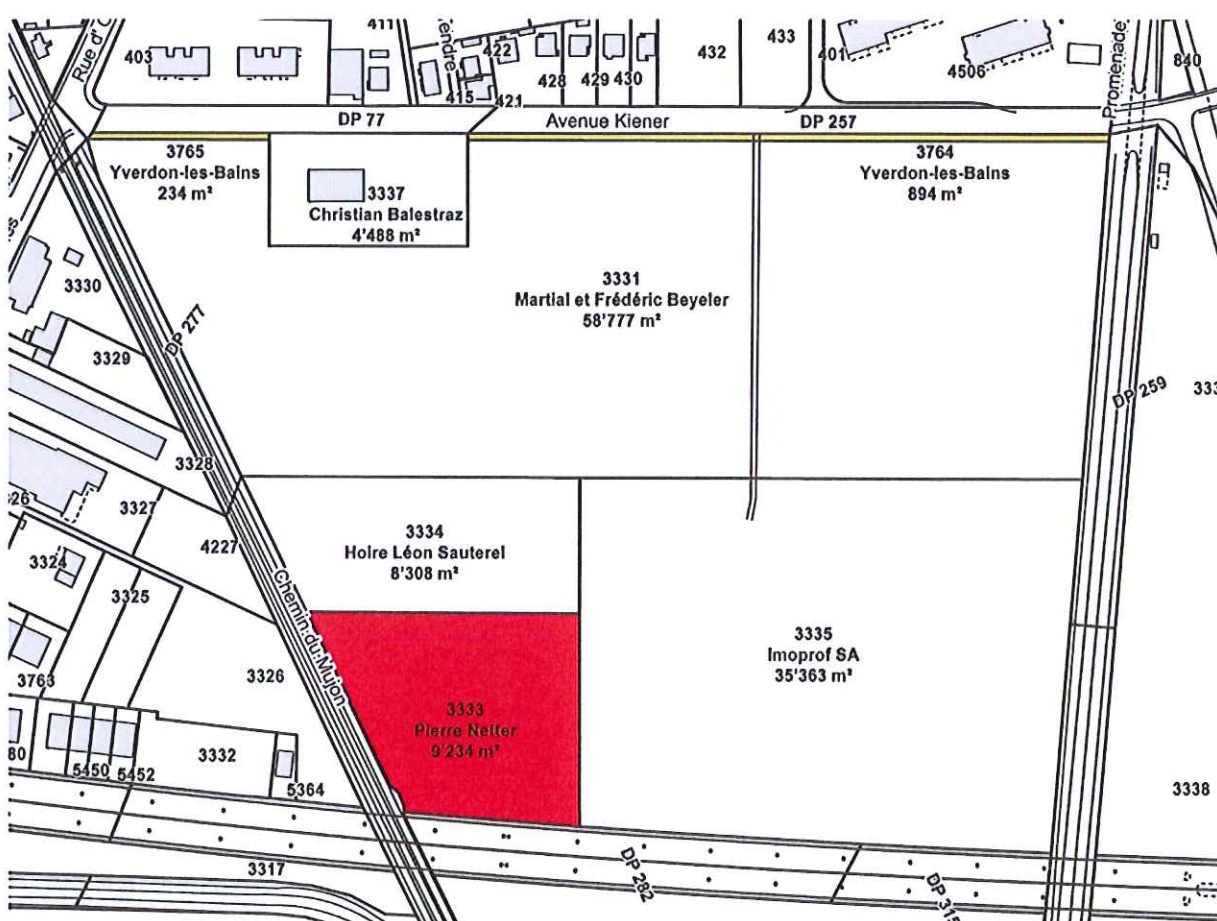 411
Rue d'
403
422
432
433
401
4506
840
Promenade
428
429
430
415
421
DP 77
Avenue Kiener
DP 257
3765
Yverdon-les-Bains
234 m²
3337
Christian Balestraz
4'488 m²
3764
Yverdon-les-Bains
894 m²
3331
Martial et Frédéric Beyeler
58'777 m²
3330
DP 277
3329
DP 259
3328
3327
3334
Hoire Léon Sauterel
8'308 m²
4227
3324
3325
Chemin du Mujon
3335
Imoprof SA
35'363 m²
3763
3326
3333
Pierre Netter
9'234 m²
3332
5450
5452
5364
3338
3317
DP 282
DP 315